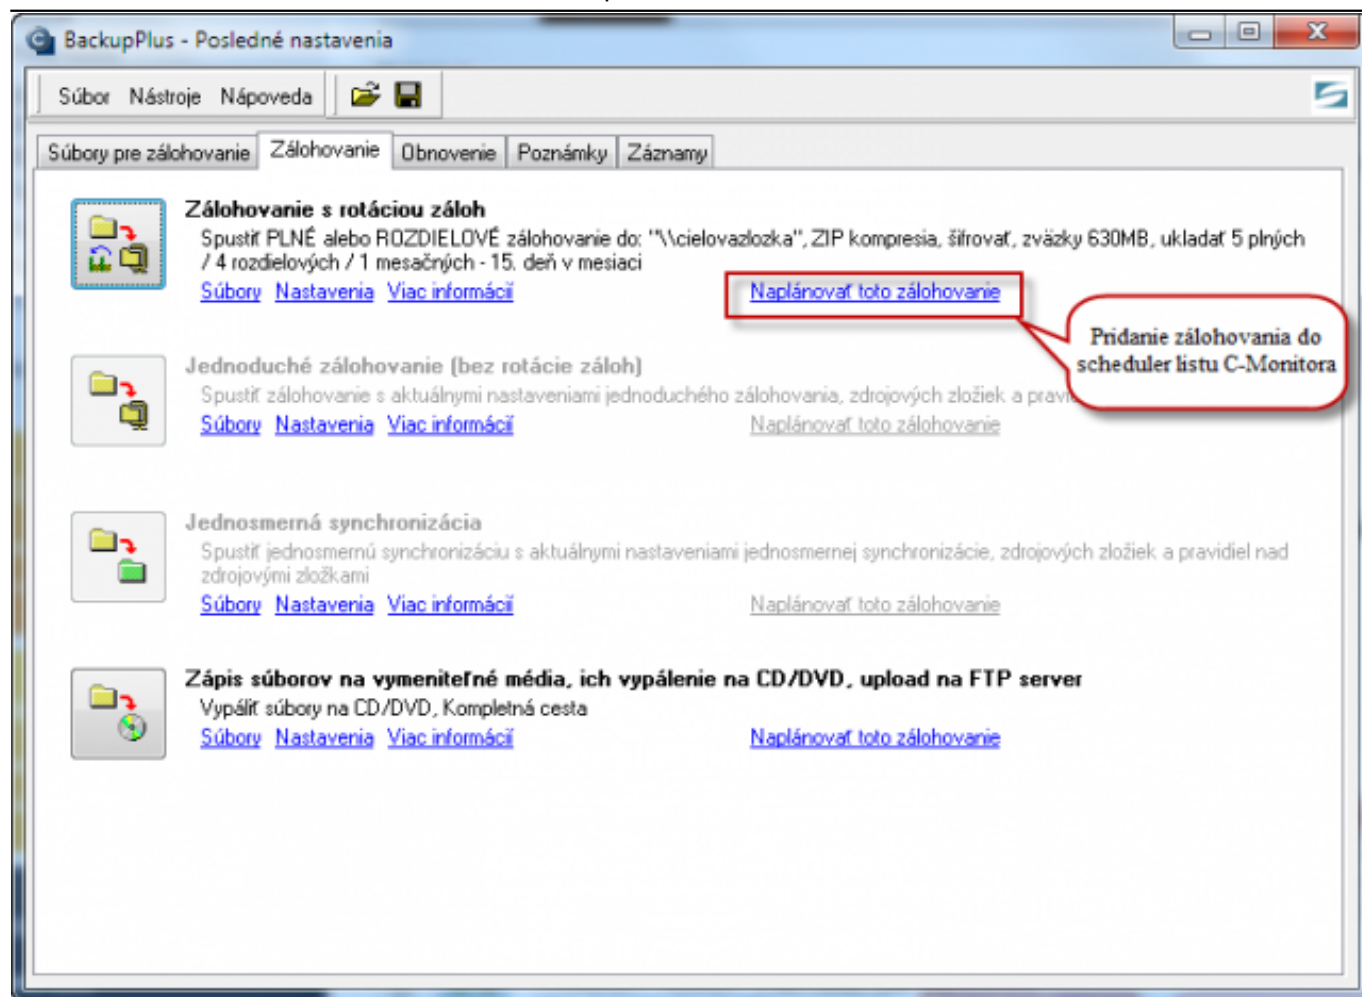 BackupPlus - Posledné nastavenia
Súbor Nástroje Nápoveda
Súbory pre zálohovanie Zálohovanie Obnovenie Poznámky Záznamy
Zálohovanie s rotáciou záloh
Spustiť PLNÉ alebo ROZDIELOVÉ zálohovanie do: "\\cielovazlozka", ZIP kompresia, šifrovať, zväzky 630MB, ukladať 5 plných
/ 4 rozdielových / 1 mesačných - 15. deň v mesiaci
Súbory Nastavenia Viac informácií Naplánovať toto zálohovanie
Pridanie zálohovania do
scheduler listu C-Monitora
Jednoduché zálohovanie (bez rotácie záloh)
Spustiť zálohovanie s aktuálnymi nastaveniami jednoduchého zálohovania, zdrojových zložiek a
Súbory Nastavenia Viac informácií Naplánovať toto zálohovanie
Jednosmerná synchronizácia
Spustiť jednosmernú synchronizáciu s aktuálnymi nastaveniami jednosmernej synchronizácie, zdrojových zložiek a pravidiel nad
zdrojovými zložkami
Súbory Nastavenia Viac informácií Naplánovať toto zálohovanie
Zápis súborov na vymeniteľné média, ich vypálenie na CD/DVD, upload na FTP server
Vypáliť súbory na CD/DVD, Kompletná cesta
Súbory Nastavenia Viac informácií Naplánovať toto zálohovanie